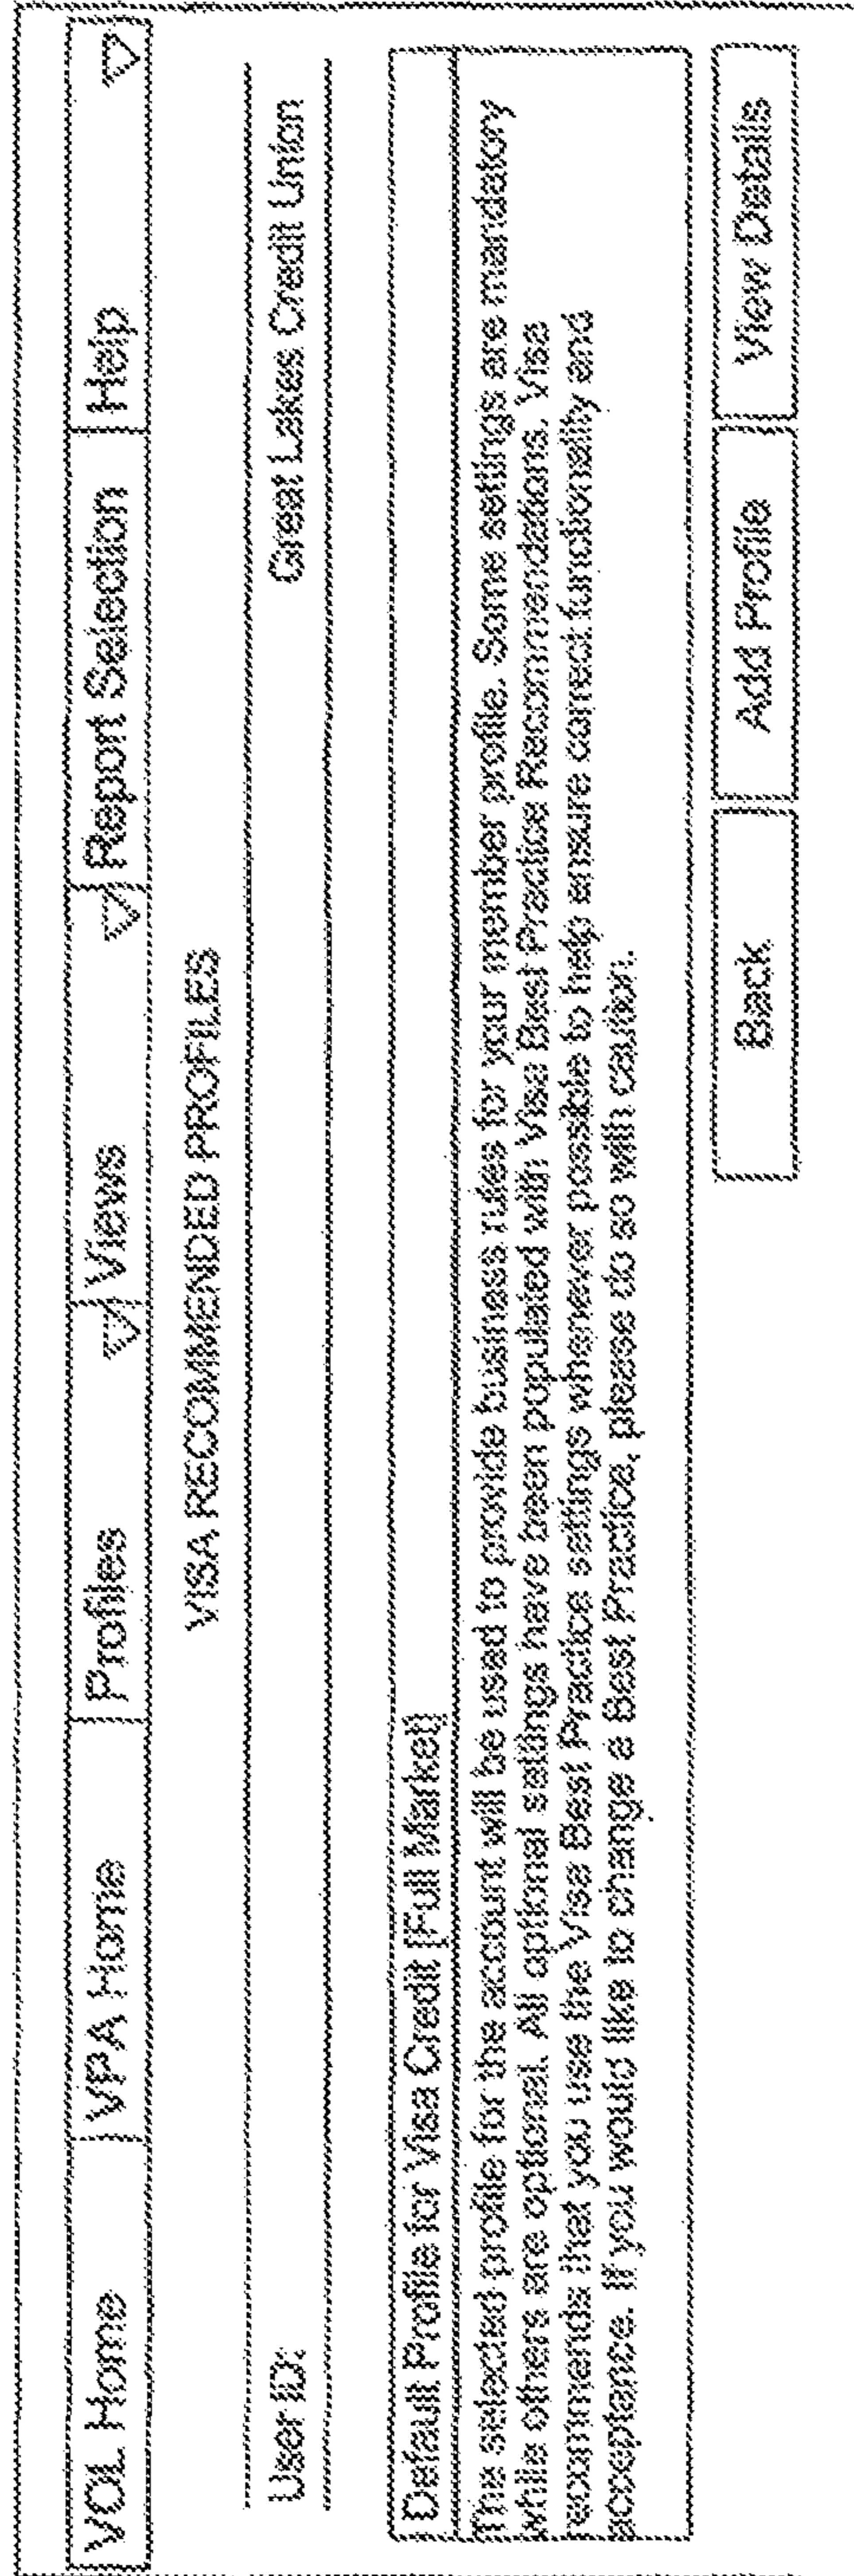 VOL Home VPA Home Profiles Views Report Selection Help
VISA RECOMMENDED PROFILES
User ID: Great Lakes Credit Union
Default Profile for Visa Credit [Full Market]
The selected profile for the account will be used to provide business rules for your member profile. Some settings are mandatory
while others are optional. All optional settings have been populated with Visa Best Practice Recommendations. Visa
recommends that you use the Visa Best Practice settings whenever possible to help ensure correct functionality and
acceptance. If you would like to change a Best Practice, please do so with caution.
Back Add Profile View Details